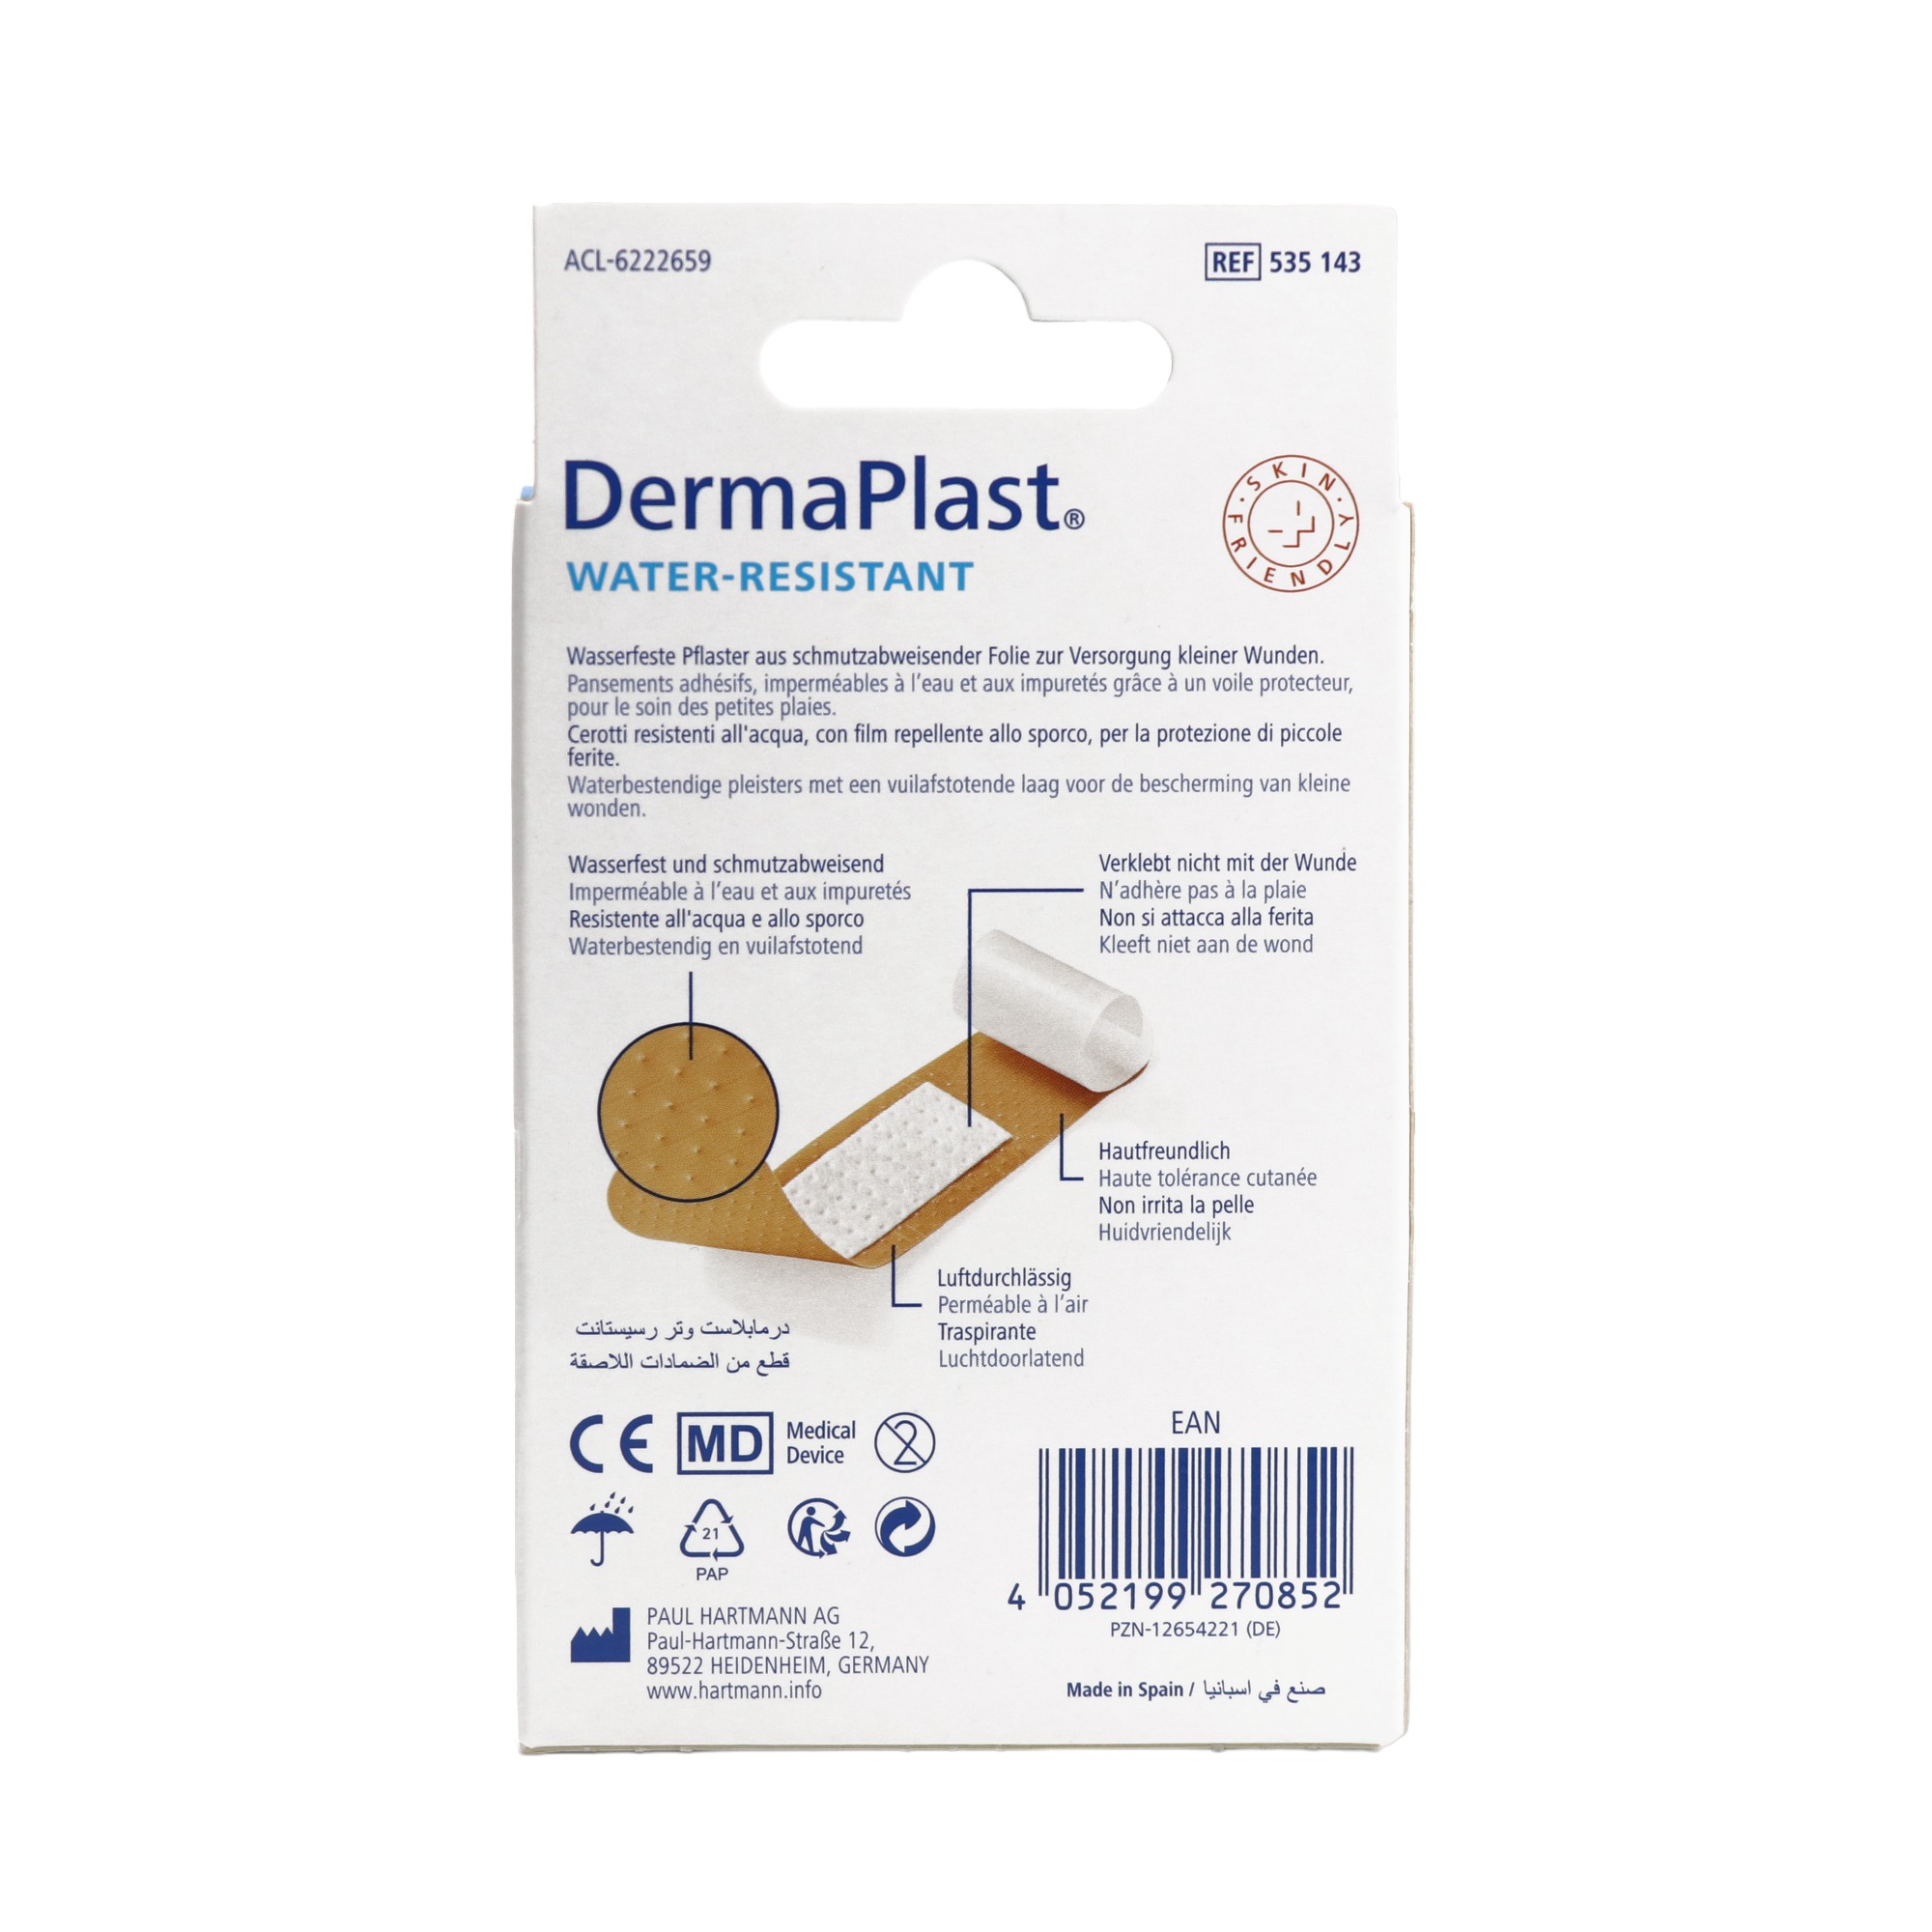 ACL-6222659
REF 535 143
DermaPlast®
WATER-RESISTANT
SKIN · FRIENDLY ·
Wasserfeste Pflaster aus schmutzabweisender Folie zur Versorgung kleiner Wunden.
Pansements adhésifs, imperméables à l'eau et aux impuretés grâce à un voile protecteur,
pour le soin des petites plaies.
Cerotti resistenti all'acqua, con film repellente allo sporco, per la protezione di piccole
ferite.
Waterbestendige pleisters met een vuilafstotende laag voor de bescherming van kleine
wonden.
Wasserfest und schmutzabweisend
Imperméable à l'eau et aux impuretés
Resistente all'acqua e allo sporco
Waterbestendig en vuilafstotend
Verklebt nicht mit der Wunde
N'adhère pas à la plaie
Non si attacca alla ferita
Kleeft niet aan de wond
Hautfreundlich
Haute tolérance cutanée
Non irrita la pelle
Huidvriendelijk
Luftdurchlässig
Perméable à l'air
Traspirante
Luchtdoorlatend
درمابلاست وتر رسيستانت
قطع من الضمادات اللاصقة
CE MD Medical
Device
2
21
PAP
EAN
4 052199 270852
PZN-12654221 (DE)
PAUL HARTMANN AG
Paul-Hartmann-Straße 12,
89522 HEIDENHEIM, GERMANY
www.hartmann.info
Made in Spain / صنع في اسبانيا